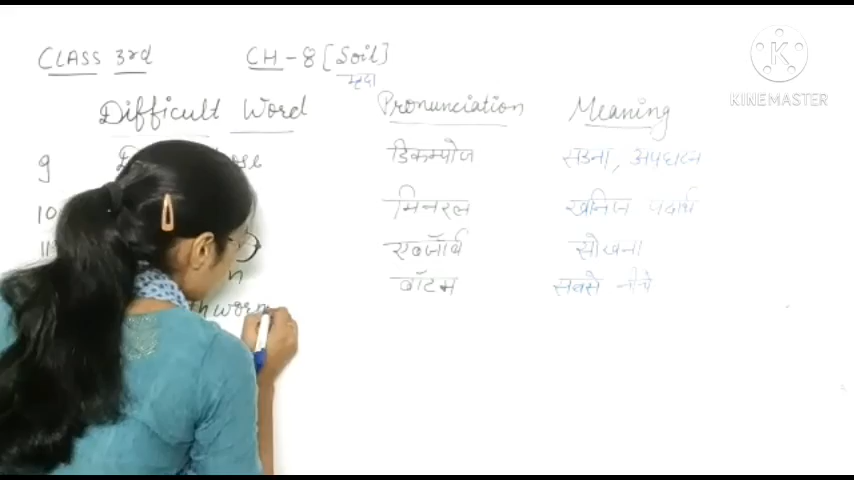 CLASS 3rd CH-8 [Soil]
मृदा
Difficult Word Pronunciation Meaning
9 डिकम्पोज सड़ना, अपघटन
10 मिनरल खनिज पदार्थ
11 एब्जॉर्ब सोखना
बॉटम सबसे नीचे
KINEMASTER